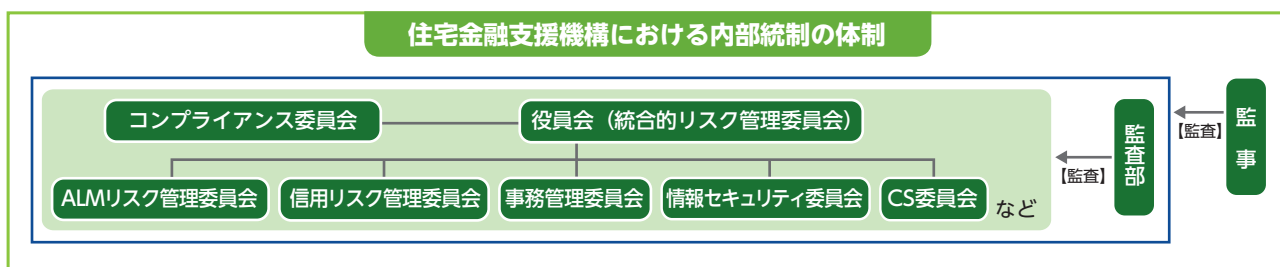 住宅金融支援機構における内部統制の体制
コンプライアンス委員会
役員会（統合的リスク管理委員会）
ALMリスク管理委員会
信用リスク管理委員会
事務管理委員会
情報セキュリティ委員会
CS委員会
など
【監査】
監査部
【監査】
監事